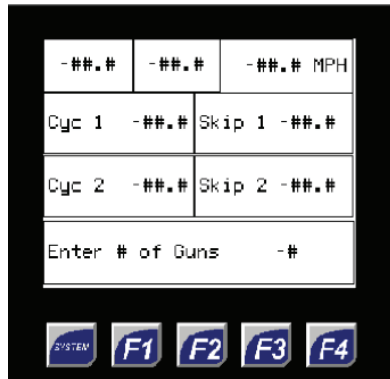 -##.# -##.# -##.# MPH
Cyc 1 -##.# Skip 1 -##.#
Cyc 2 -##.# Skip 2 -##.#
Enter # of Guns -#
SYSTEM F1 F2 F3 F4